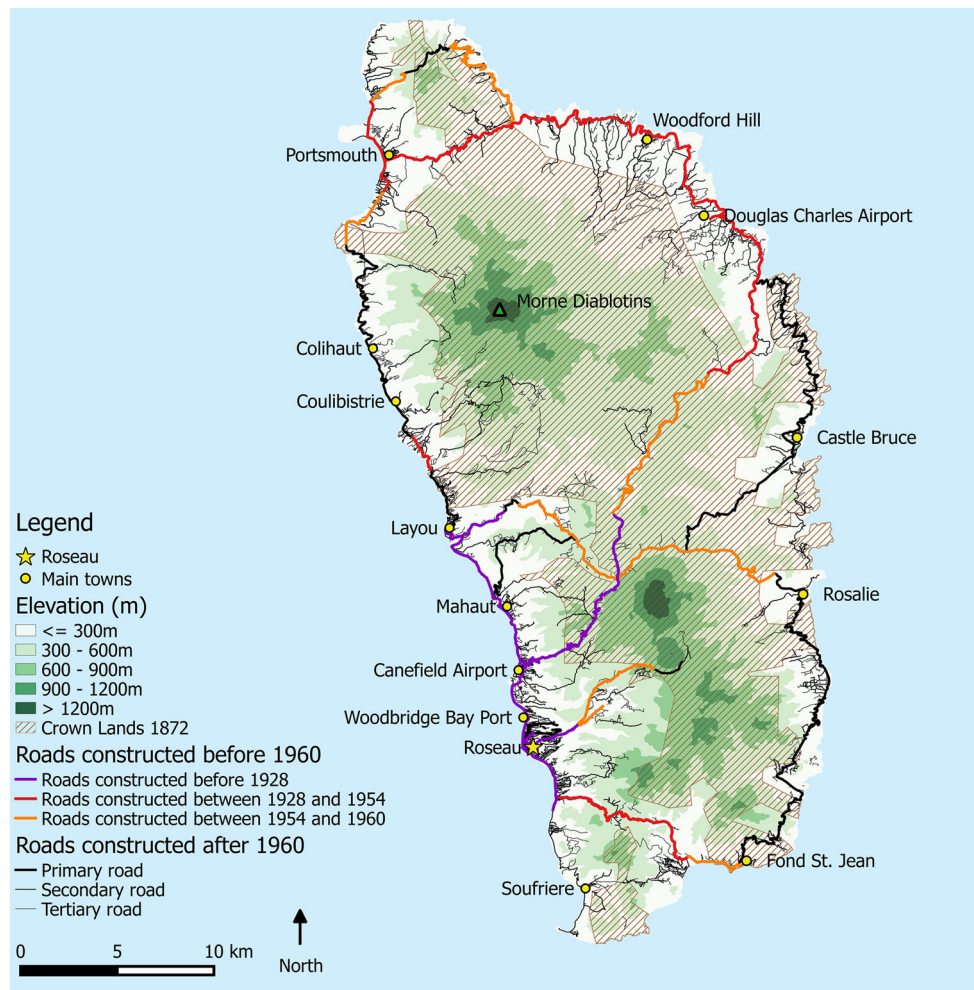 Woodford Hill
Portsmouth
Douglas Charles Airport
Morne Diablotins
Colihaut
Coulibistrie
Castle Bruce
Layou
Rosalie
Mahaut
Canefield Airport
Woodbridge Bay Port
Roseau
Fond St. Jean
Soufriere
Legend
Roseau
Main towns
Elevation (m)
<= 300m
300 - 600m
600 - 900m
900 - 1200m
> 1200m
Crown Lands 1872
Roads constructed before 1960
Roads constructed before 1928
Roads constructed between 1928 and 1954
Roads constructed between 1954 and 1960
Roads constructed after 1960
Primary road
Secondary road
Tertiary road
0 5 10 km
North